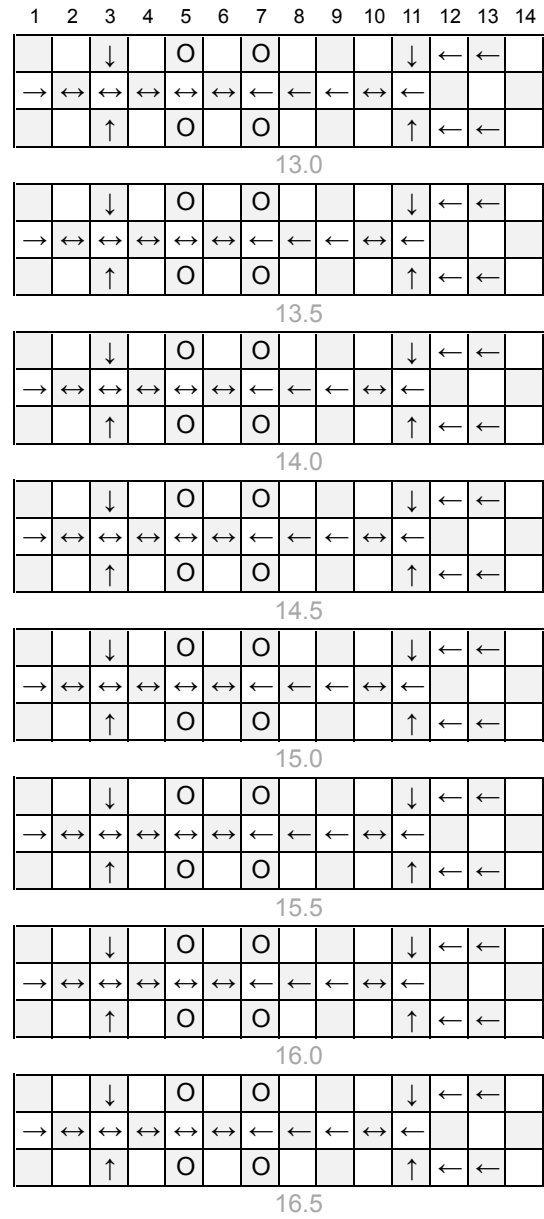 1 2 3 4 5 6 7 8 9 10 11 12 13 14
↓ O O ↓ ← ←
→ ↔ ↔ ↔ ↔ ↔ ← ← ← ↔ ←
↑ O O ↑ ← ←
13.0
↓ O O ↓ ← ←
→ ↔ ↔ ↔ ↔ ↔ ← ← ← ↔ ←
↑ O O ↑ ← ←
13.5
↓ O O ↓ ← ←
→ ↔ ↔ ↔ ↔ ↔ ← ← ← ↔ ←
↑ O O ↑ ← ←
14.0
↓ O O ↓ ← ←
→ ↔ ↔ ↔ ↔ ↔ ← ← ← ↔ ←
↑ O O ↑ ← ←
14.5
↓ O O ↓ ← ←
→ ↔ ↔ ↔ ↔ ↔ ← ← ← ↔ ←
↑ O O ↑ ← ←
15.0
↓ O O ↓ ← ←
→ ↔ ↔ ↔ ↔ ↔ ← ← ← ↔ ←
↑ O O ↑ ← ←
15.5
↓ O O ↓ ← ←
→ ↔ ↔ ↔ ↔ ↔ ← ← ← ↔ ←
↑ O O ↑ ← ←
16.0
↓ O O ↓ ← ←
→ ↔ ↔ ↔ ↔ ↔ ← ← ← ↔ ←
↑ O O ↑ ← ←
16.5